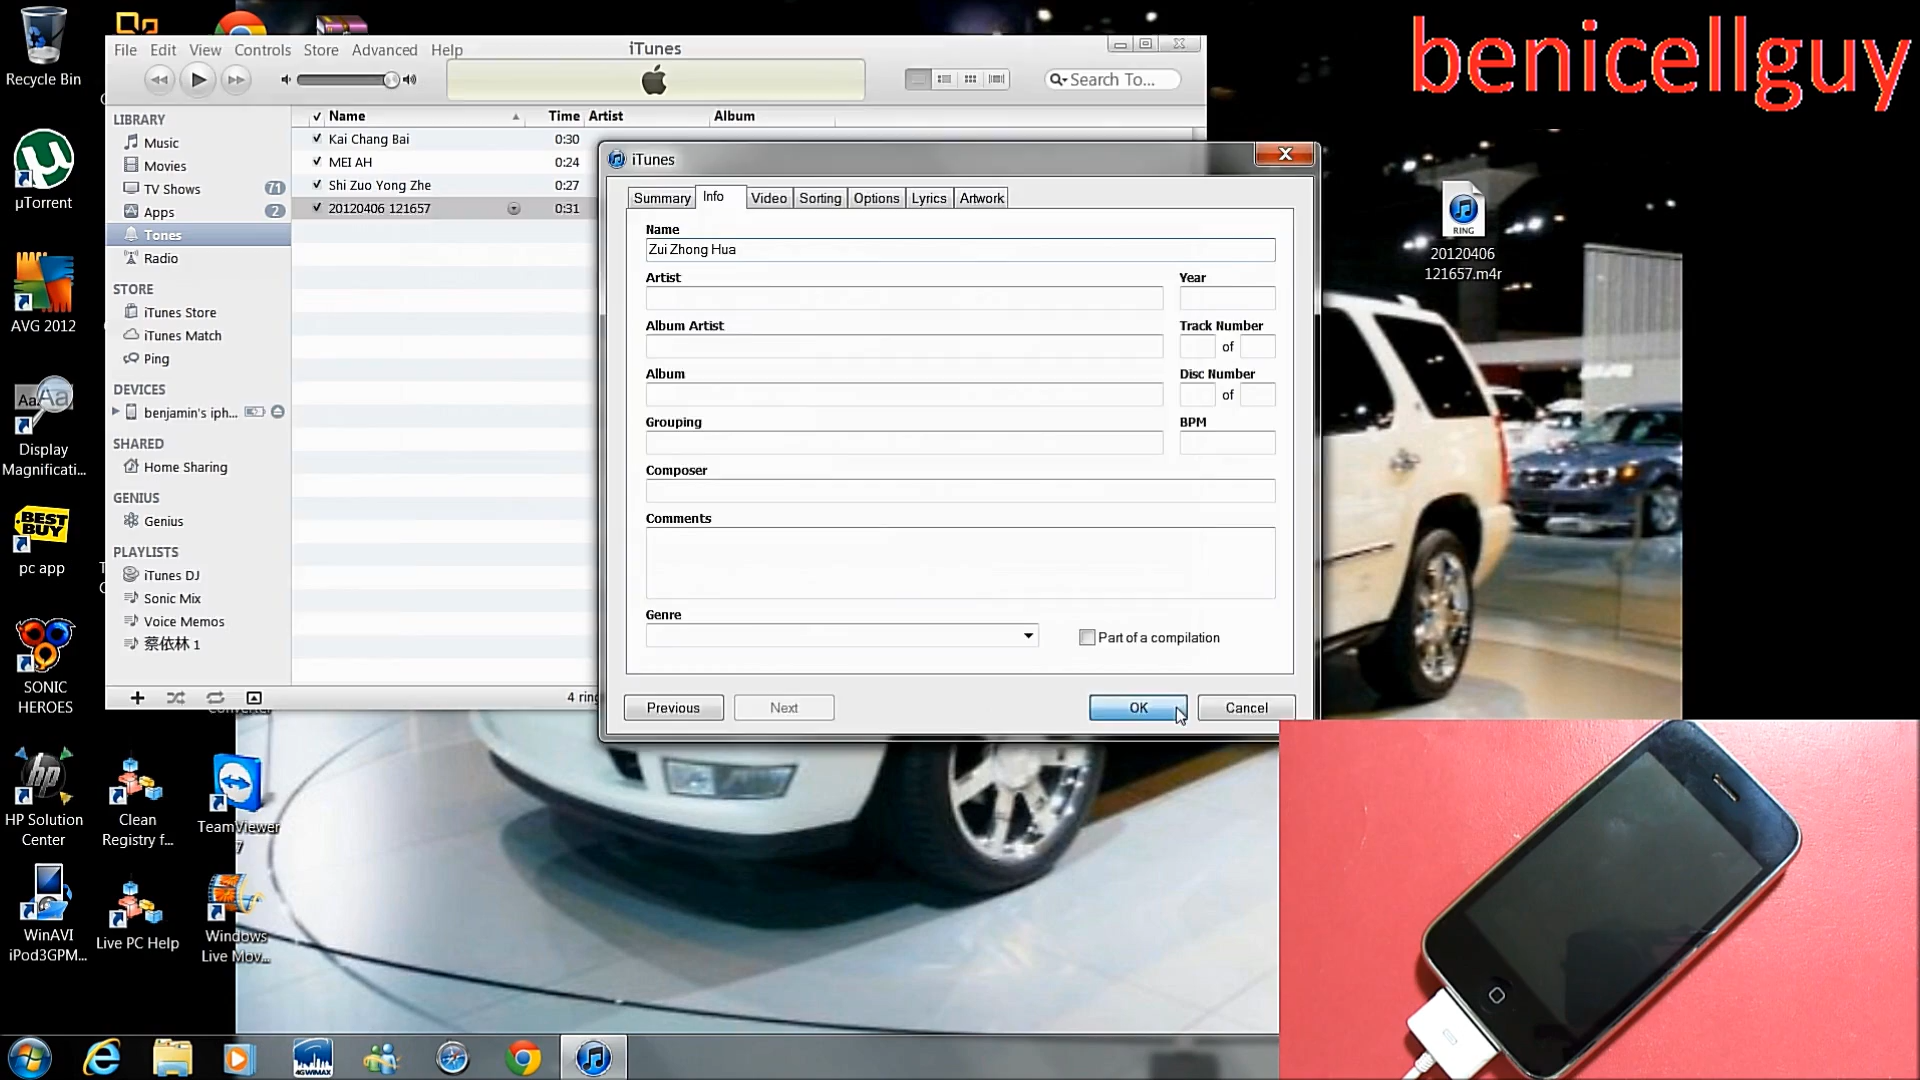 benicellguy
Recycle Bin
µTorrent
AVG 2012
Display
Magnificati...
BEST
BUY
pc app
SONIC
HEROES
HP Solution
Center
Clean
Registry f...
TeamViewer
7
WinAVI
iPod3GPM...
Live PC Help
Windows
Live Mov...
File Edit View Controls Store Advanced Help
iTunes
Search To...
LIBRARY
Music
Movies
TV Shows 71
Apps 2
Tones
Radio
STORE
iTunes Store
iTunes Match
Ping
DEVICES
benjamin's iph...
SHARED
Home Sharing
GENIUS
Genius
PLAYLISTS
iTunes DJ
Sonic Mix
Voice Memos
蔡依林 1
Name Time Artist Album
Kai Chang Bai 0:30
MEI AH 0:24
Shi Zuo Yong Zhe 0:27
20120406 121657 0:31
iTunes
Summary Info Video Sorting Options Lyrics Artwork
Name
Zui Zhong Hua
Artist Year
Album Artist Track Number
of
Album Disc Number
of
Grouping BPM
Composer
Comments
Genre
Part of a compilation
Previous Next OK Cancel
RING
20120406
121657.m4r
hp
4GWIMAX